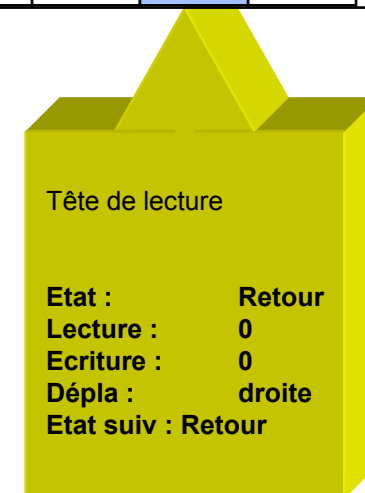 Tête de lecture
Etat : Retour
Lecture : 0
Ecriture : 0
Dépla : droite
Etat suiv : Retour